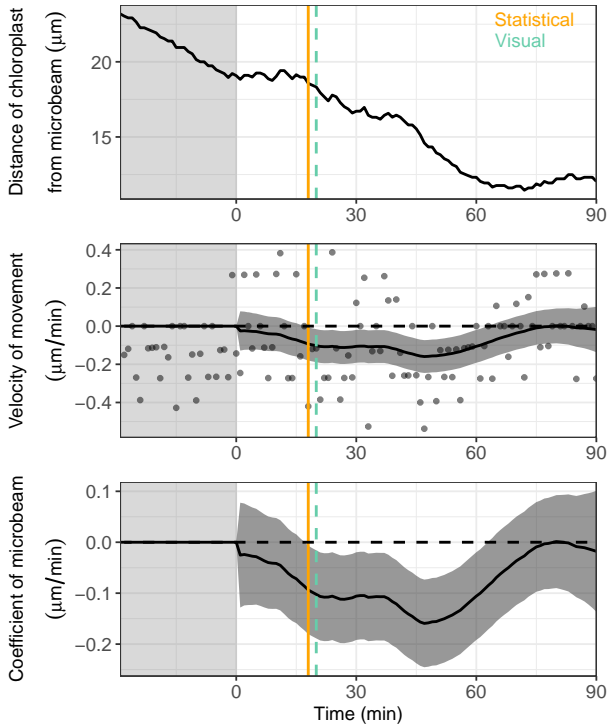 Distance of chloroplast
from microbeam (μm)
Statistical
Visual
20
15
0
30
60
90
Velocity of movement
(μm/min)
0.4
0.2
0.0
−0.2
−0.4
0
30
60
90
Coefficient of microbeam
(μm/min)
0.1
0.0
−0.1
−0.2
0
30
60
90
Time (min)